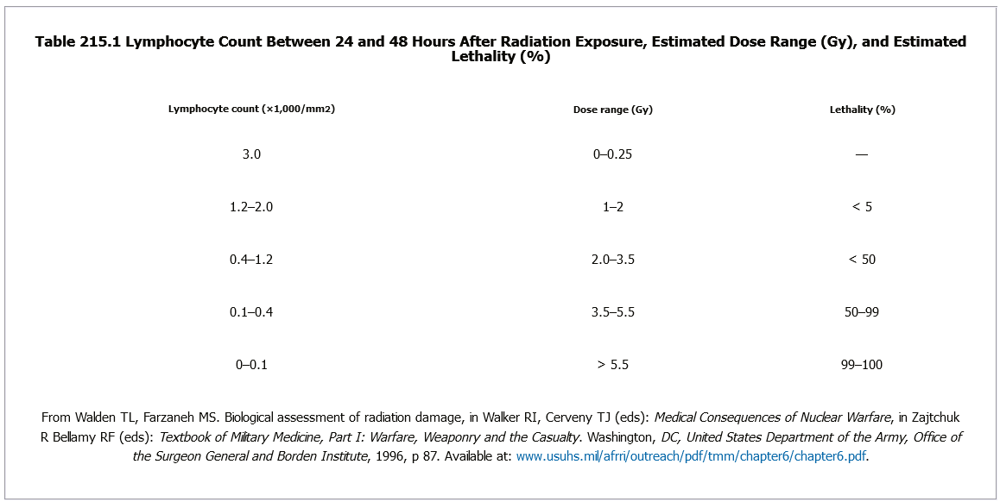 Table 215.1 Lymphocyte Count Between 24 and 48 Hours After Radiation Exposure, Estimated Dose Range (Gy), and Estimated
Lethality (%)
Lymphocyte count (×1,000/mm2) Dose range (Gy) Lethality (%)
3.0 0–0.25 —
1.2–2.0 1–2 < 5
0.4–1.2 2.0–3.5 < 50
0.1–0.4 3.5–5.5 50–99
0–0.1 > 5.5 99–100
From Walden TL, Farzaneh MS. Biological assessment of radiation damage, in Walker RI, Cerveny TJ (eds): Medical Consequences of Nuclear Warfare, in Zajtchuk
R Bellamy RF (eds): Textbook of Military Medicine, Part I: Warfare, Weaponry and the Casualty. Washington, DC, United States Department of the Army, Office of
the Surgeon General and Borden Institute, 1996, p 87. Available at: www.usuhs.mil/afrri/outreach/pdf/tmm/chapter6/chapter6.pdf.